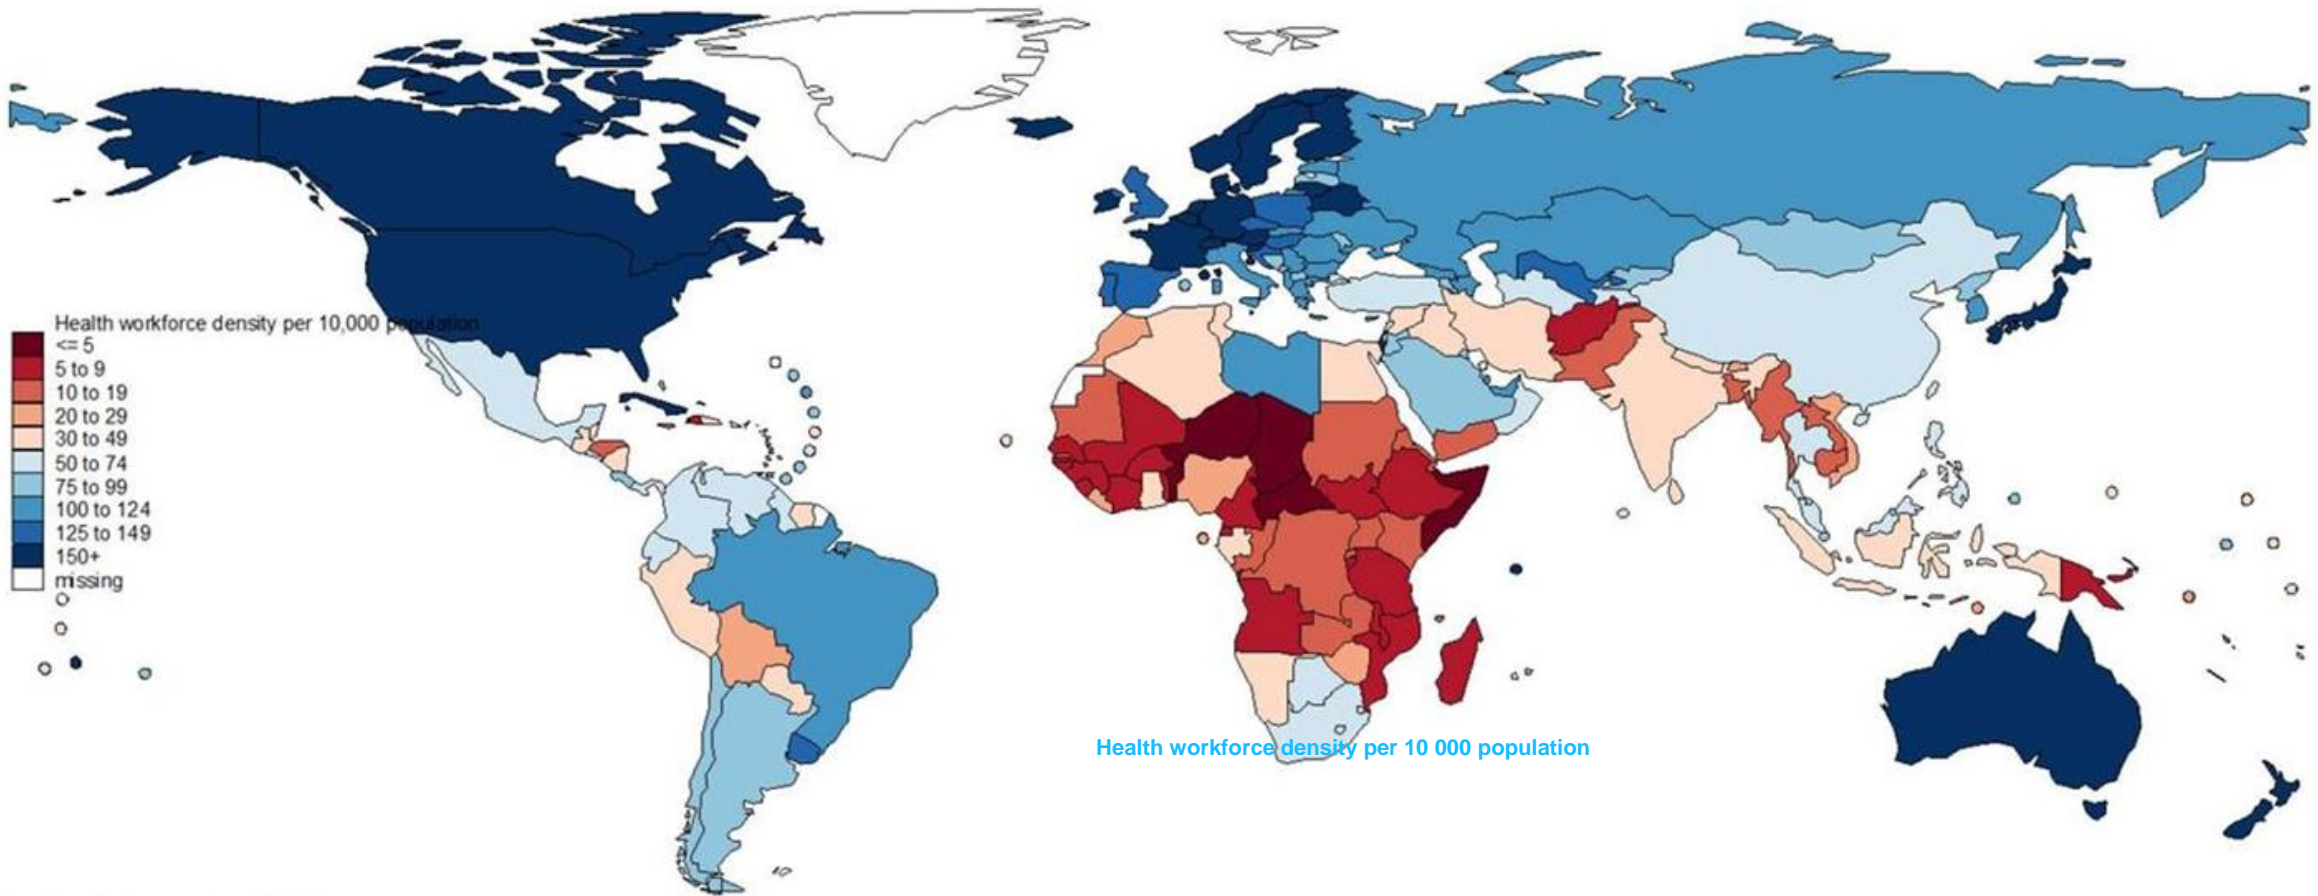 Health workforce density per 10,000 population
<= 5
5 to 9
10 to 19
20 to 29
30 to 49
50 to 74
75 to 99
100 to 124
125 to 149
150+
missing
Health workforce density per 10 000 population